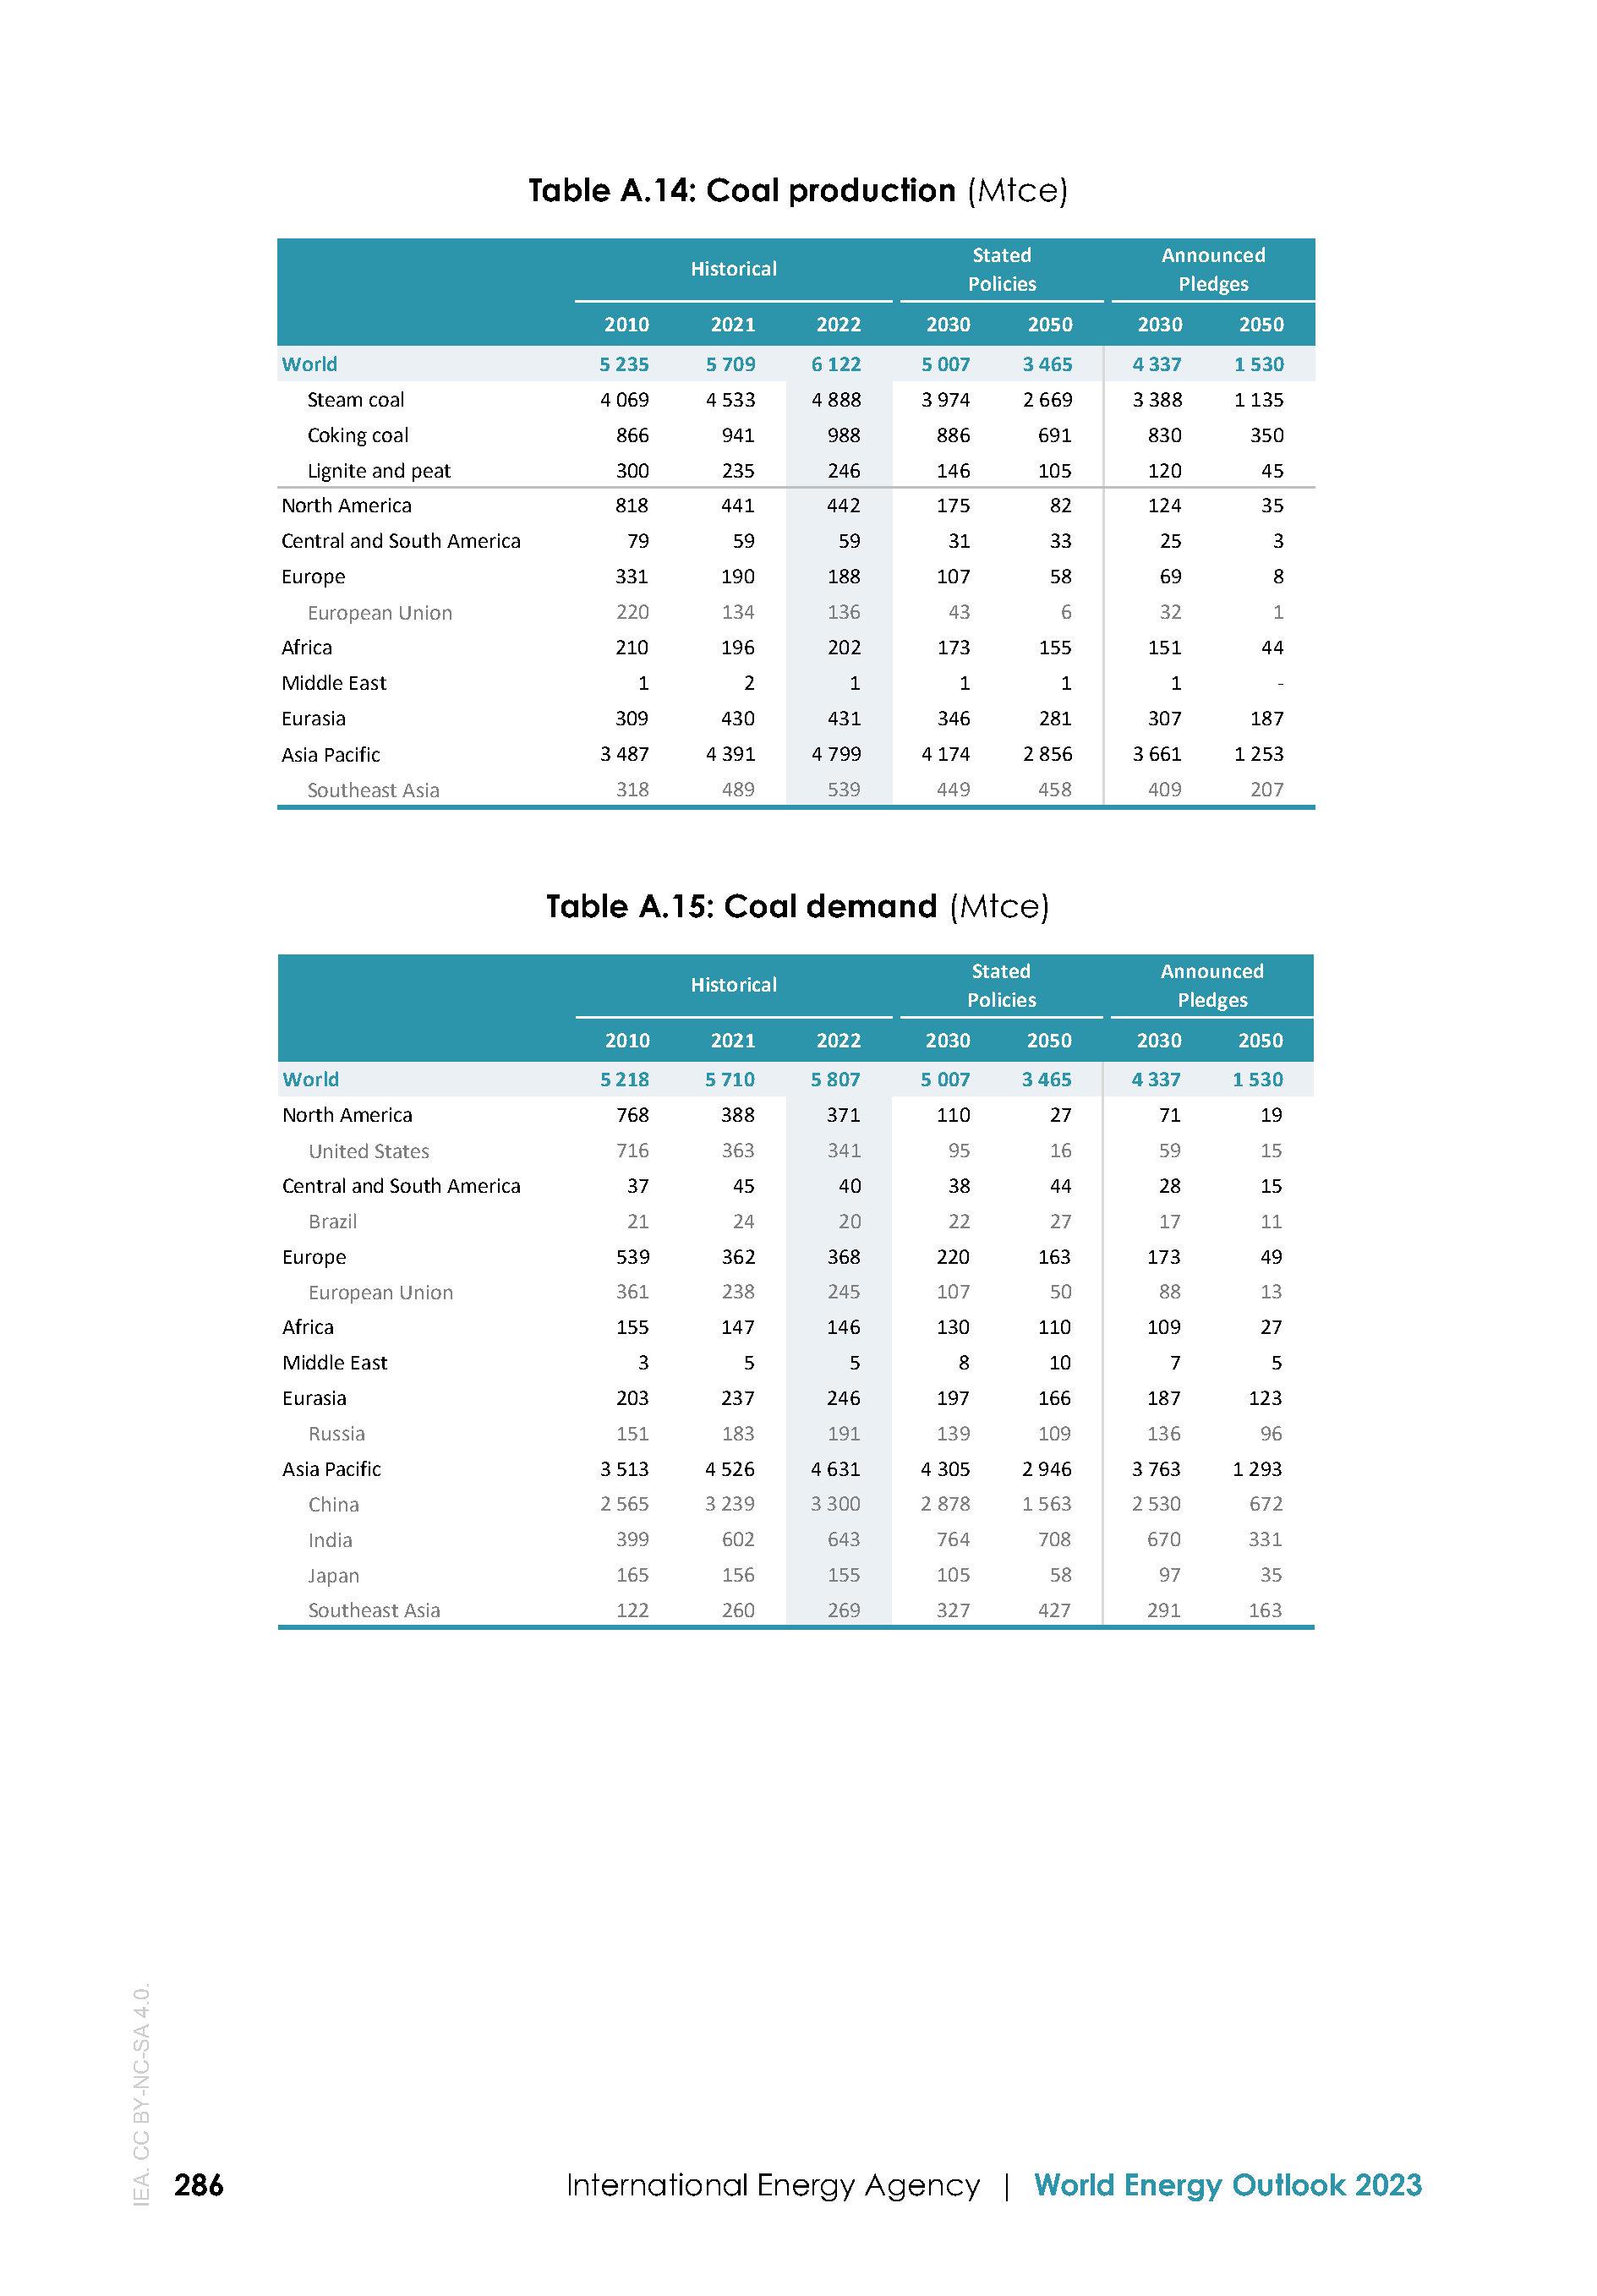 Table A.14: Coal production (Mtce)
Historical Stated Policies Announced Pledges
2010 2021 2022 2030 2050 2030 2050
World 5 235 5 709 6 122 5 007 3 465 4 337 1 530
Steam coal 4 069 4 533 4 888 3 974 2 669 3 388 1 135
Coking coal 866 941 988 886 691 830 350
Lignite and peat 300 235 246 146 105 120 45
North America 818 441 442 175 82 124 35
Central and South America 79 59 59 31 33 25 3
Europe 331 190 188 107 58 69 8
European Union 220 134 136 43 6 32 1
Africa 210 196 202 173 155 151 44
Middle East 1 2 1 1 1 1 -
Eurasia 309 430 431 346 281 307 187
Asia Pacific 3 487 4 391 4 799 4 174 2 856 3 661 1 253
Southeast Asia 318 489 539 449 458 409 207
Table A.15: Coal demand (Mtce)
Historical Stated Policies Announced Pledges
2010 2021 2022 2030 2050 2030 2050
World 5 218 5 710 5 807 5 007 3 465 4 337 1 530
North America 768 388 371 110 27 71 19
United States 716 363 341 95 16 59 15
Central and South America 37 45 40 38 44 28 15
Brazil 21 24 20 22 27 17 11
Europe 539 362 368 220 163 173 49
European Union 361 238 245 107 50 88 13
Africa 155 147 146 130 110 109 27
Middle East 3 5 5 8 10 7 5
Eurasia 203 237 246 197 166 187 123
Russia 151 183 191 139 109 136 96
Asia Pacific 3 513 4 526 4 631 4 305 2 946 3 763 1 293
China 2 565 3 239 3 300 2 878 1 563 2 530 672
India 399 602 643 764 708 670 331
Japan 165 156 155 105 58 97 35
Southeast Asia 122 260 269 327 427 291 163
IEA. CC BY-NC-SA 4.0.
286 International Energy Agency | World Energy Outlook 2023